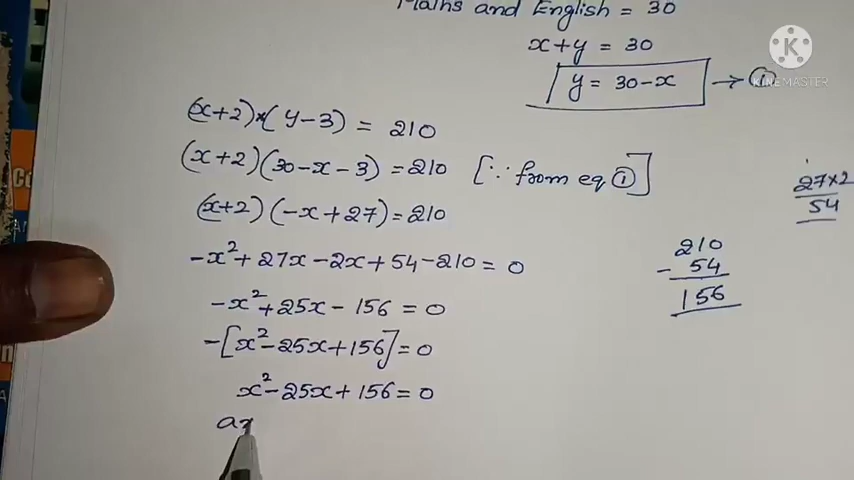 Maths and English = 30
x+y = 30
y = 30-x → ①
KINEMASTER
(x+2)×(y-3) = 210
(x+2)(30-x-3) = 210 [∵ from eq ①]
(x+2)(-x+27) = 210
-x²+27x-2x+54-210 = 0
-x²+25x-156 = 0
-[x²-25x+156] = 0
x²-25x+156 = 0
ax
27×2
54
210
- 54
156